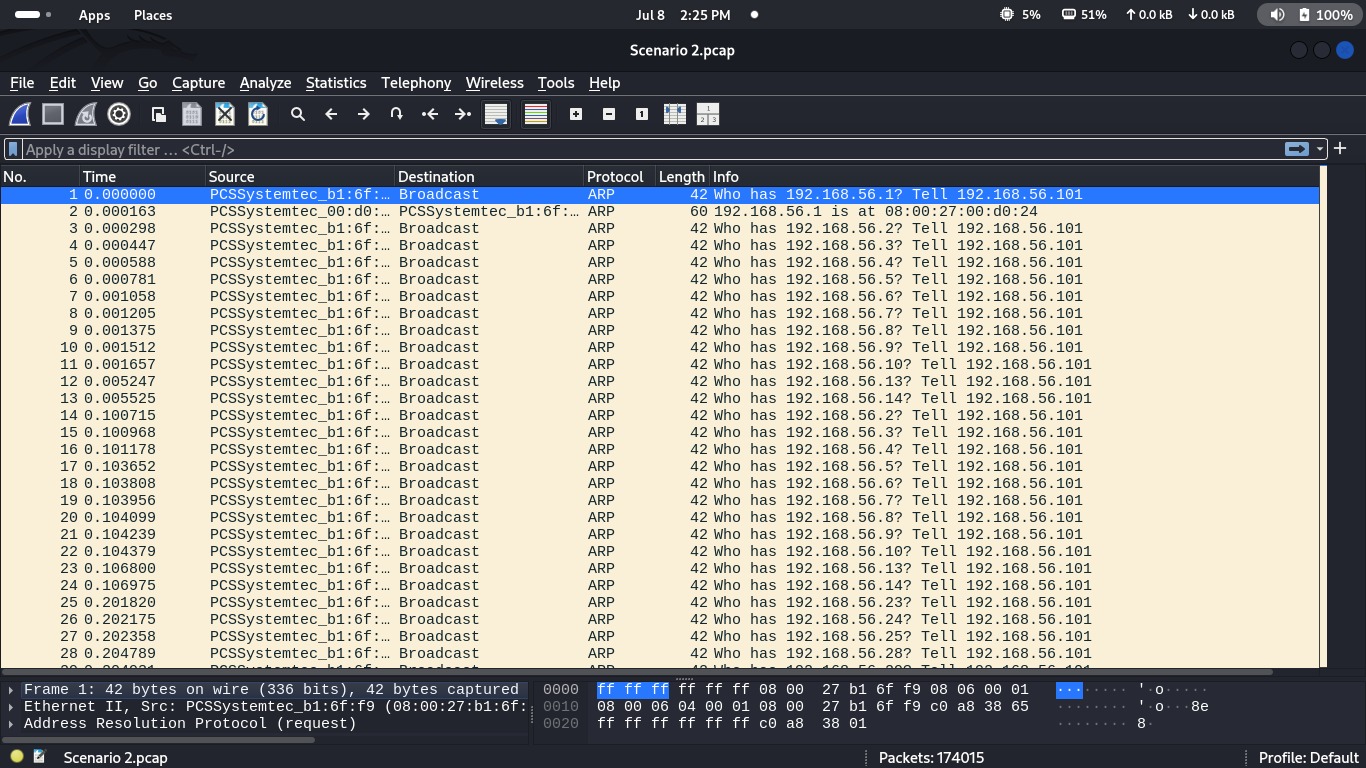 Apps Places Jul 8 2:25 PM 5% 51% 0.0 kB 0.0 kB 100%
Scenario 2.pcap
File Edit View Go Capture Analyze Statistics Telephony Wireless Tools Help
Apply a display filter … <Ctrl-/>
No. Time Source Destination Protocol Length Info
1 0.000000 PCSSystemtec_b1:6f:… Broadcast ARP 42 Who has 192.168.56.1? Tell 192.168.56.101
2 0.000163 PCSSystemtec_00:d0:… PCSSystemtec_b1:6f:… ARP 60 192.168.56.1 is at 08:00:27:00:d0:24
3 0.000298 PCSSystemtec_b1:6f:… Broadcast ARP 42 Who has 192.168.56.2? Tell 192.168.56.101
4 0.000447 PCSSystemtec_b1:6f:… Broadcast ARP 42 Who has 192.168.56.3? Tell 192.168.56.101
5 0.000588 PCSSystemtec_b1:6f:… Broadcast ARP 42 Who has 192.168.56.4? Tell 192.168.56.101
6 0.000781 PCSSystemtec_b1:6f:… Broadcast ARP 42 Who has 192.168.56.5? Tell 192.168.56.101
7 0.001058 PCSSystemtec_b1:6f:… Broadcast ARP 42 Who has 192.168.56.6? Tell 192.168.56.101
8 0.001205 PCSSystemtec_b1:6f:… Broadcast ARP 42 Who has 192.168.56.7? Tell 192.168.56.101
9 0.001375 PCSSystemtec_b1:6f:… Broadcast ARP 42 Who has 192.168.56.8? Tell 192.168.56.101
10 0.001512 PCSSystemtec_b1:6f:… Broadcast ARP 42 Who has 192.168.56.9? Tell 192.168.56.101
11 0.001657 PCSSystemtec_b1:6f:… Broadcast ARP 42 Who has 192.168.56.10? Tell 192.168.56.101
12 0.005247 PCSSystemtec_b1:6f:… Broadcast ARP 42 Who has 192.168.56.13? Tell 192.168.56.101
13 0.005525 PCSSystemtec_b1:6f:… Broadcast ARP 42 Who has 192.168.56.14? Tell 192.168.56.101
14 0.100715 PCSSystemtec_b1:6f:… Broadcast ARP 42 Who has 192.168.56.2? Tell 192.168.56.101
15 0.100968 PCSSystemtec_b1:6f:… Broadcast ARP 42 Who has 192.168.56.3? Tell 192.168.56.101
16 0.101178 PCSSystemtec_b1:6f:… Broadcast ARP 42 Who has 192.168.56.4? Tell 192.168.56.101
17 0.103652 PCSSystemtec_b1:6f:… Broadcast ARP 42 Who has 192.168.56.5? Tell 192.168.56.101
18 0.103808 PCSSystemtec_b1:6f:… Broadcast ARP 42 Who has 192.168.56.6? Tell 192.168.56.101
19 0.103956 PCSSystemtec_b1:6f:… Broadcast ARP 42 Who has 192.168.56.7? Tell 192.168.56.101
20 0.104099 PCSSystemtec_b1:6f:… Broadcast ARP 42 Who has 192.168.56.8? Tell 192.168.56.101
21 0.104239 PCSSystemtec_b1:6f:… Broadcast ARP 42 Who has 192.168.56.9? Tell 192.168.56.101
22 0.104379 PCSSystemtec_b1:6f:… Broadcast ARP 42 Who has 192.168.56.10? Tell 192.168.56.101
23 0.106800 PCSSystemtec_b1:6f:… Broadcast ARP 42 Who has 192.168.56.13? Tell 192.168.56.101
24 0.106975 PCSSystemtec_b1:6f:… Broadcast ARP 42 Who has 192.168.56.14? Tell 192.168.56.101
25 0.201820 PCSSystemtec_b1:6f:… Broadcast ARP 42 Who has 192.168.56.23? Tell 192.168.56.101
26 0.202175 PCSSystemtec_b1:6f:… Broadcast ARP 42 Who has 192.168.56.24? Tell 192.168.56.101
27 0.202358 PCSSystemtec_b1:6f:… Broadcast ARP 42 Who has 192.168.56.25? Tell 192.168.56.101
28 0.204789 PCSSystemtec_b1:6f:… Broadcast ARP 42 Who has 192.168.56.28? Tell 192.168.56.101
Frame 1: 42 bytes on wire (336 bits), 42 bytes captured
Ethernet II, Src: PCSSystemtec_b1:6f:f9 (08:00:27:b1:6f:
Address Resolution Protocol (request)
0000 ff ff ff ff ff ff 08 00 27 b1 6f f9 08 06 00 01 ········ '·o·····
0010 08 00 06 04 00 01 08 00 27 b1 6f f9 c0 a8 38 65 ········ '·o···8e
0020 ff ff ff ff ff ff c0 a8 38 01 ········ 8·
Scenario 2.pcap Packets: 174015 Profile: Default